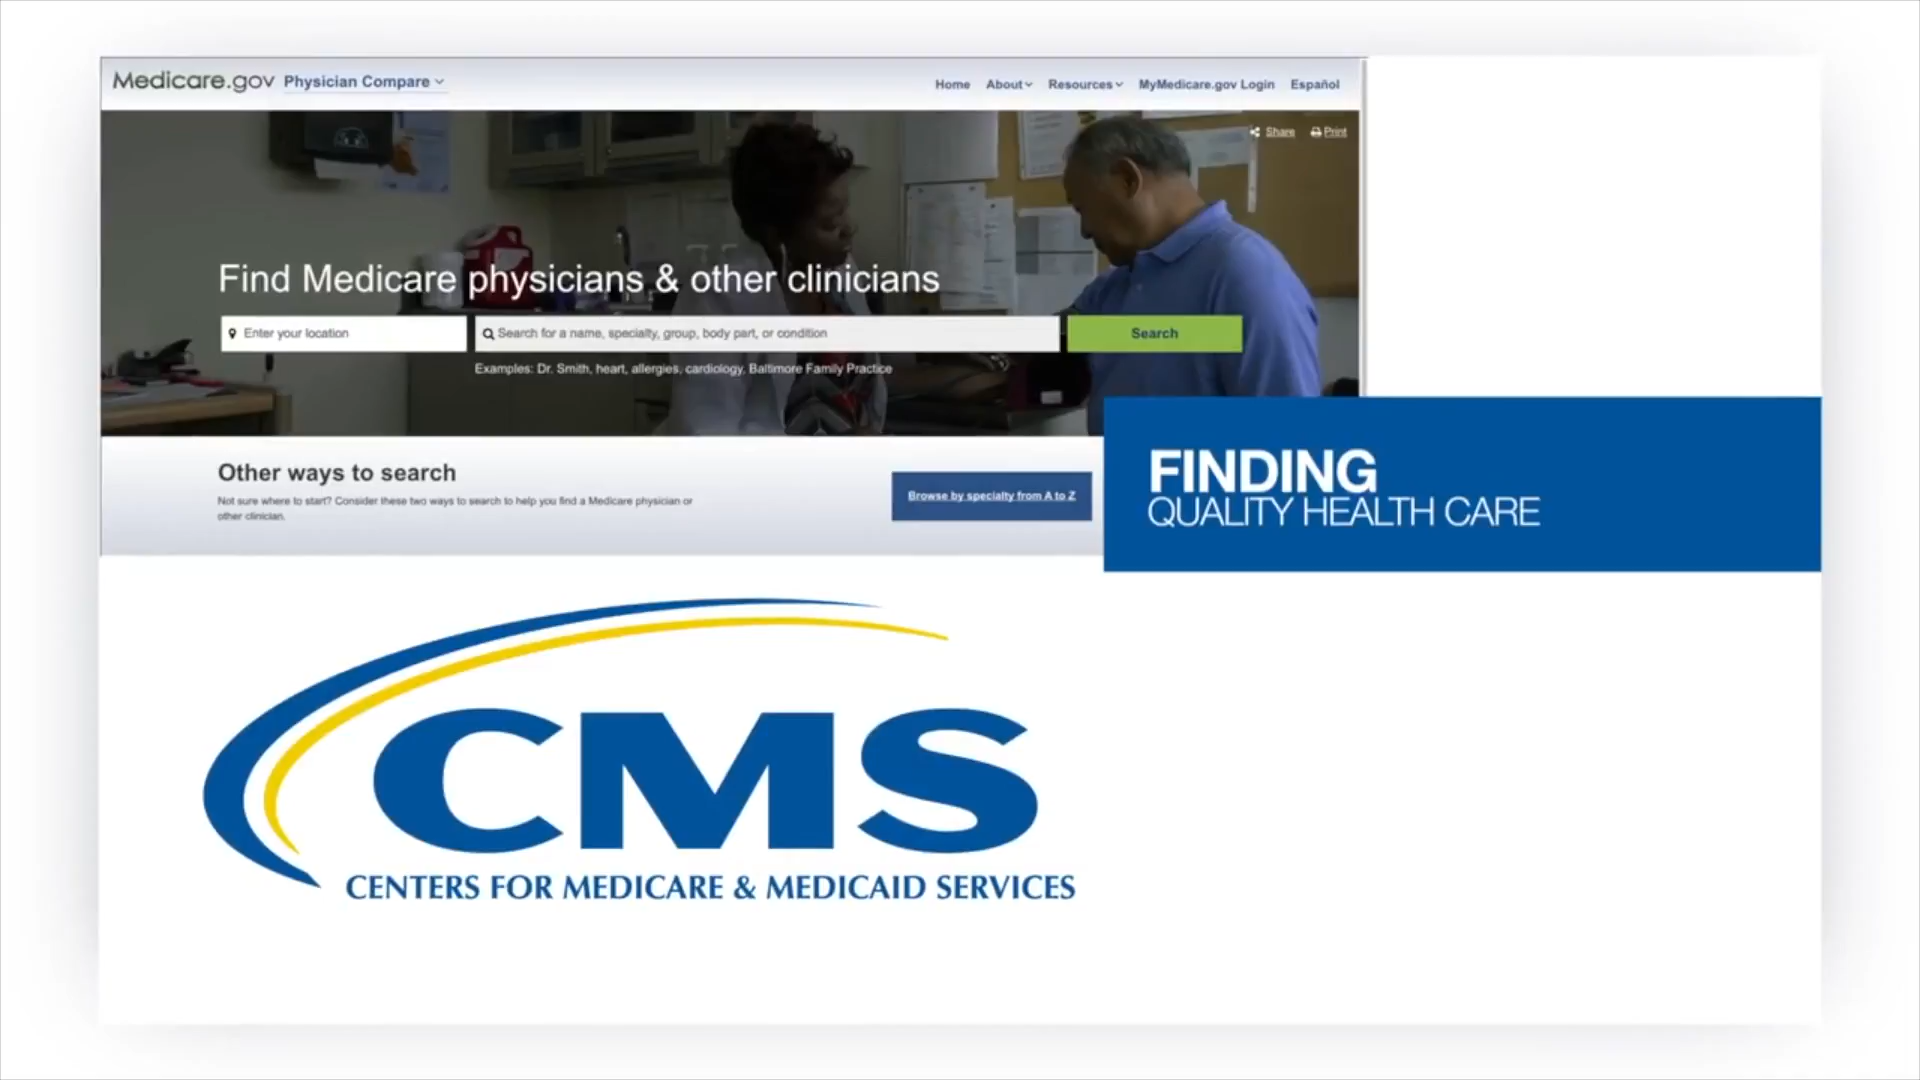 Medicare.gov Physician Compare
Home About Resources MyMedicare.gov Login Español
Share Print
Find Medicare physicians & other clinicians
Enter your location
Search for a name, specialty, group, body part, or condition
Search
Examples: Dr. Smith, heart, allergies, cardiology, Baltimore Family Practice
Other ways to search
Not sure where to start? Consider these two ways to search to help you find a Medicare physician or
other clinician.
Browse by specialty from A to Z
FINDING
QUALITY HEALTH CARE
CMS
CENTERS FOR MEDICARE & MEDICAID SERVICES